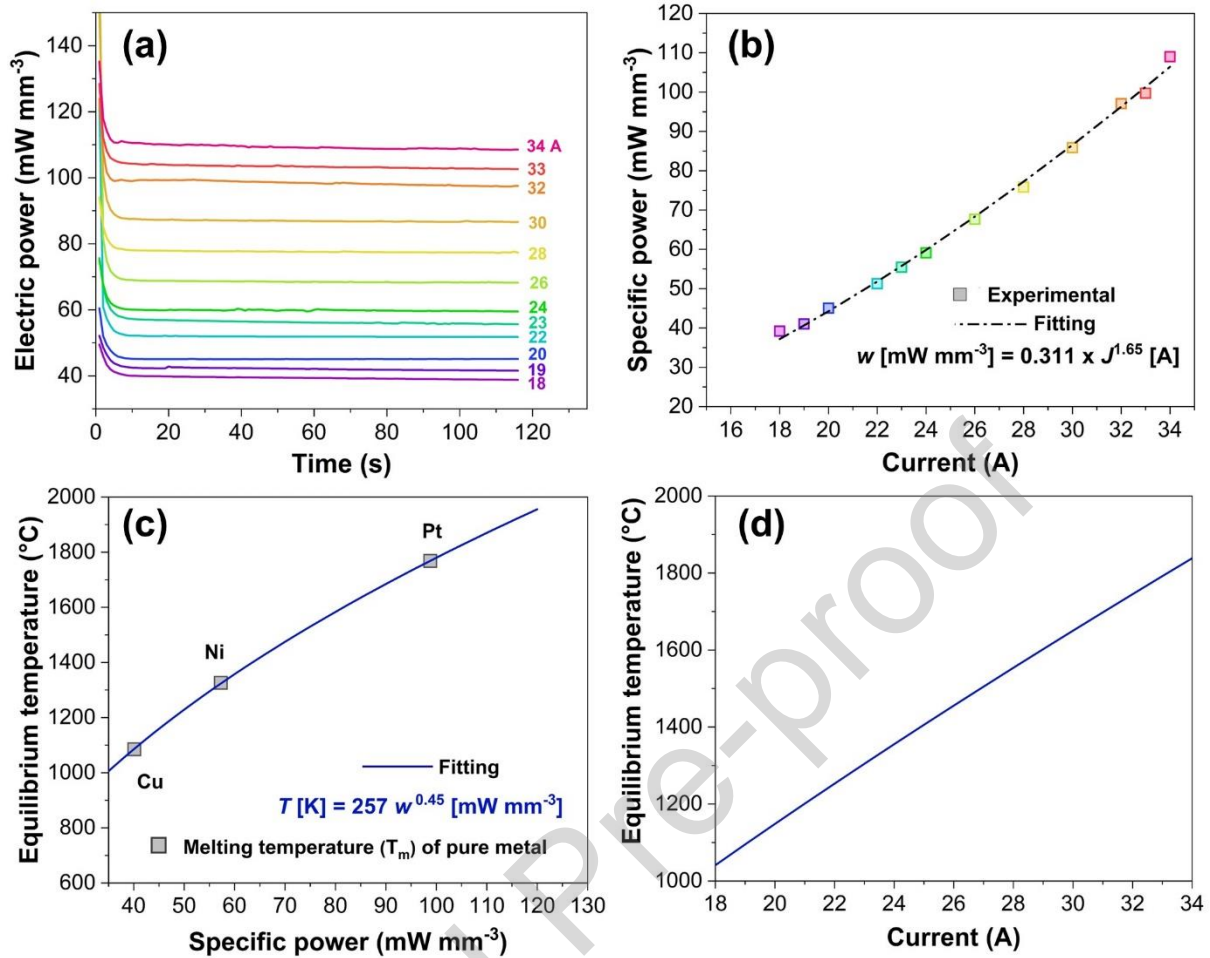 (a)
140
120
100
80
60
40
34 A
33
32
30
28
26
24
23
22
20
19
18
0 20 40 60 80 100 120
Time (s)
Electric power (mW mm⁻³)
(b)
120
110
100
90
80
70
60
50
40
30
20
Experimental
Fitting
w [mW mm⁻³] = 0.311 x J¹·⁶⁵ [A]
16 18 20 22 24 26 28 30 32 34
Current (A)
Specific power (mW mm⁻³)
(c)
2000
1800
1600
1400
1200
1000
800
600
Pt
Ni
Cu
Fitting
T [K] = 257 w⁰·⁴⁵ [mW mm⁻³]
Melting temperature (Tₘ) of pure metal
40 50 60 70 80 90 100 110 120 130
Specific power (mW mm⁻³)
Equilibrium temperature (°C)
(d)
2000
1800
1600
1400
1200
1000
18 20 22 24 26 28 30 32 34
Current (A)
Equilibrium temperature (°C)
Pre-proof